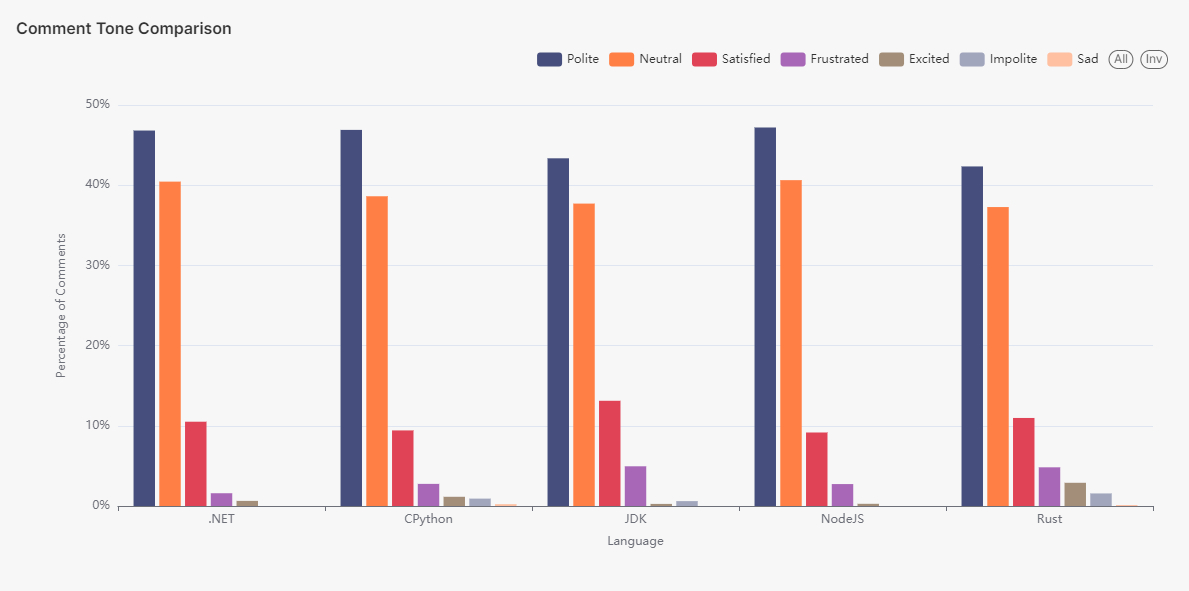 Comment Tone Comparison
Polite Neutral Satisfied Frustrated Excited Impolite Sad All Inv
50%
40%
30%
20%
10%
0%
Percentage of Comments
.NET CPython JDK NodeJS Rust
Language